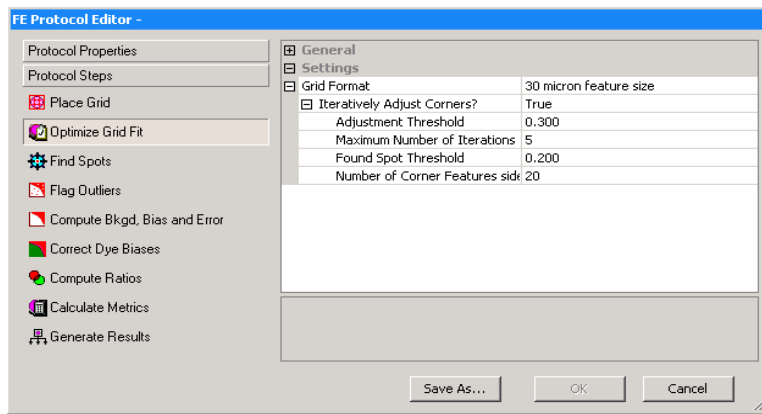 FE Protocol Editor -
Protocol Properties
Protocol Steps
Place Grid
Optimize Grid Fit
Find Spots
Flag Outliers
Compute Bkgd, Bias and Error
Correct Dye Biases
Compute Ratios
Calculate Metrics
Generate Results
General
Settings
Grid Format 30 micron feature size
Iteratively Adjust Corners? True
Adjustment Threshold 0.300
Maximum Number of Iterations 5
Found Spot Threshold 0.200
Number of Corner Features side 20
Save As... OK Cancel